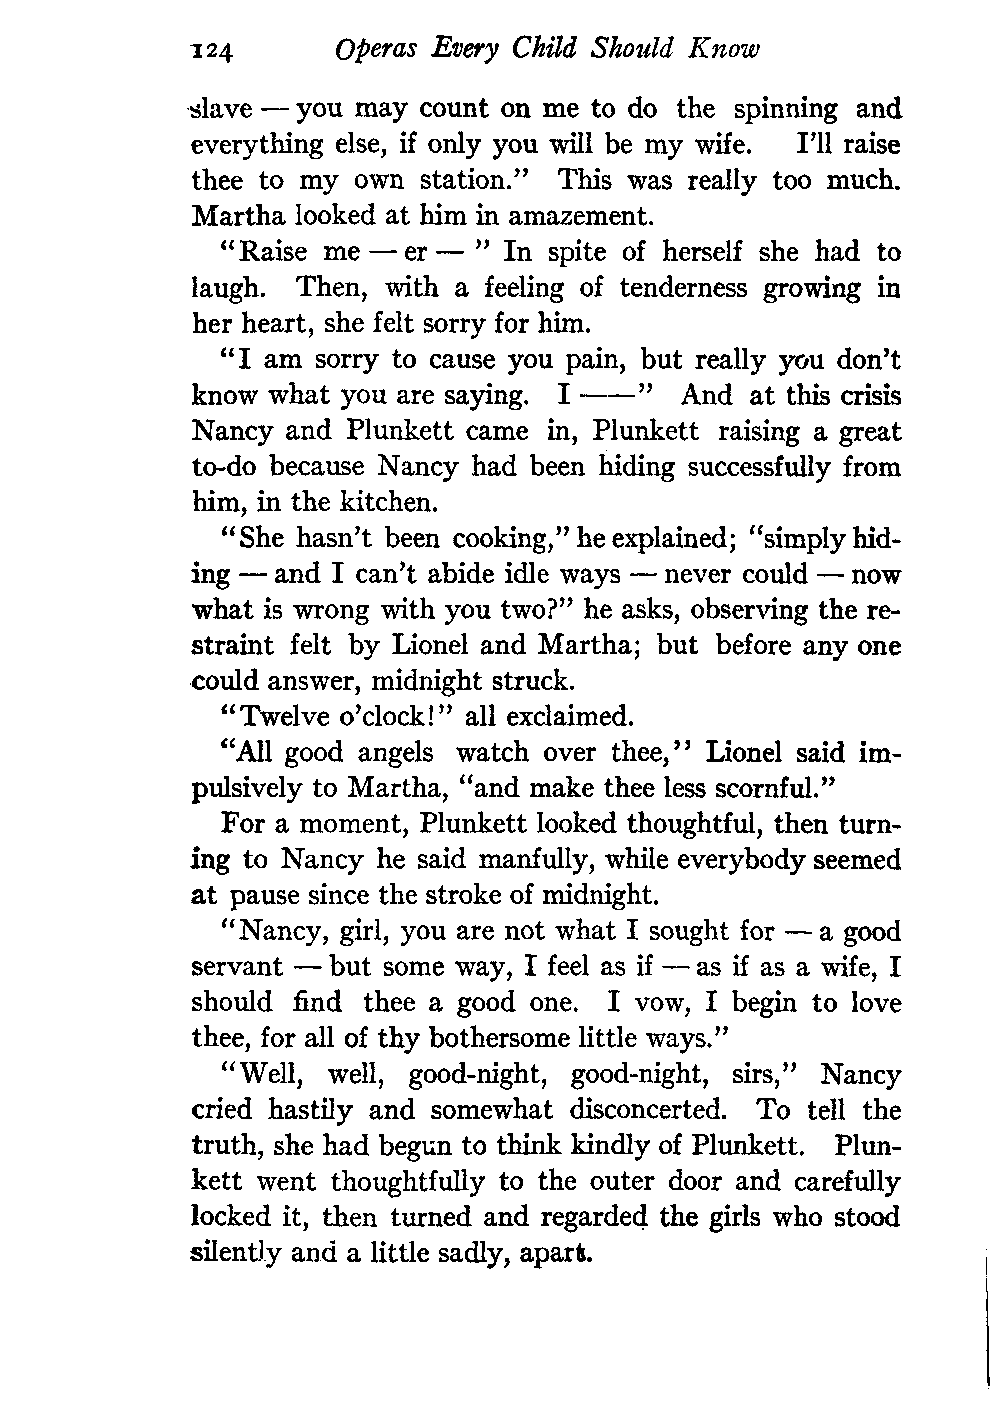 124 Operas Every Child Should Know
slave — you may count on me to do the spinning and
everything else, if only you will be my wife. I'll raise
thee to my own station." This was really too much.
Martha looked at him in amazement.
"Raise me — er — " In spite of herself she had to
laugh. Then, with a feeling of tenderness growing in
her heart, she felt sorry for him.
"I am sorry to cause you pain, but really you don't
know what you are saying. I ——" And at this crisis
Nancy and Plunkett came in, Plunkett raising a great
to-do because Nancy had been hiding successfully from
him, in the kitchen.
"She hasn't been cooking," he explained; "simply hid-
ing — and I can't abide idle ways — never could — now
what is wrong with you two?" he asks, observing the re-
straint felt by Lionel and Martha; but before any one
could answer, midnight struck.
"Twelve o'clock!" all exclaimed.
"All good angels watch over thee," Lionel said im-
pulsively to Martha, "and make thee less scornful."
For a moment, Plunkett looked thoughtful, then turn-
ing to Nancy he said manfully, while everybody seemed
at pause since the stroke of midnight.
"Nancy, girl, you are not what I sought for — a good
servant — but some way, I feel as if — as if as a wife, I
should find thee a good one. I vow, I begin to love
thee, for all of thy bothersome little ways."
"Well, well, good-night, good-night, sirs," Nancy
cried hastily and somewhat disconcerted. To tell the
truth, she had begun to think kindly of Plunkett. Plun-
kett went thoughtfully to the outer door and carefully
locked it, then turned and regarded the girls who stood
silently and a little sadly, apart.